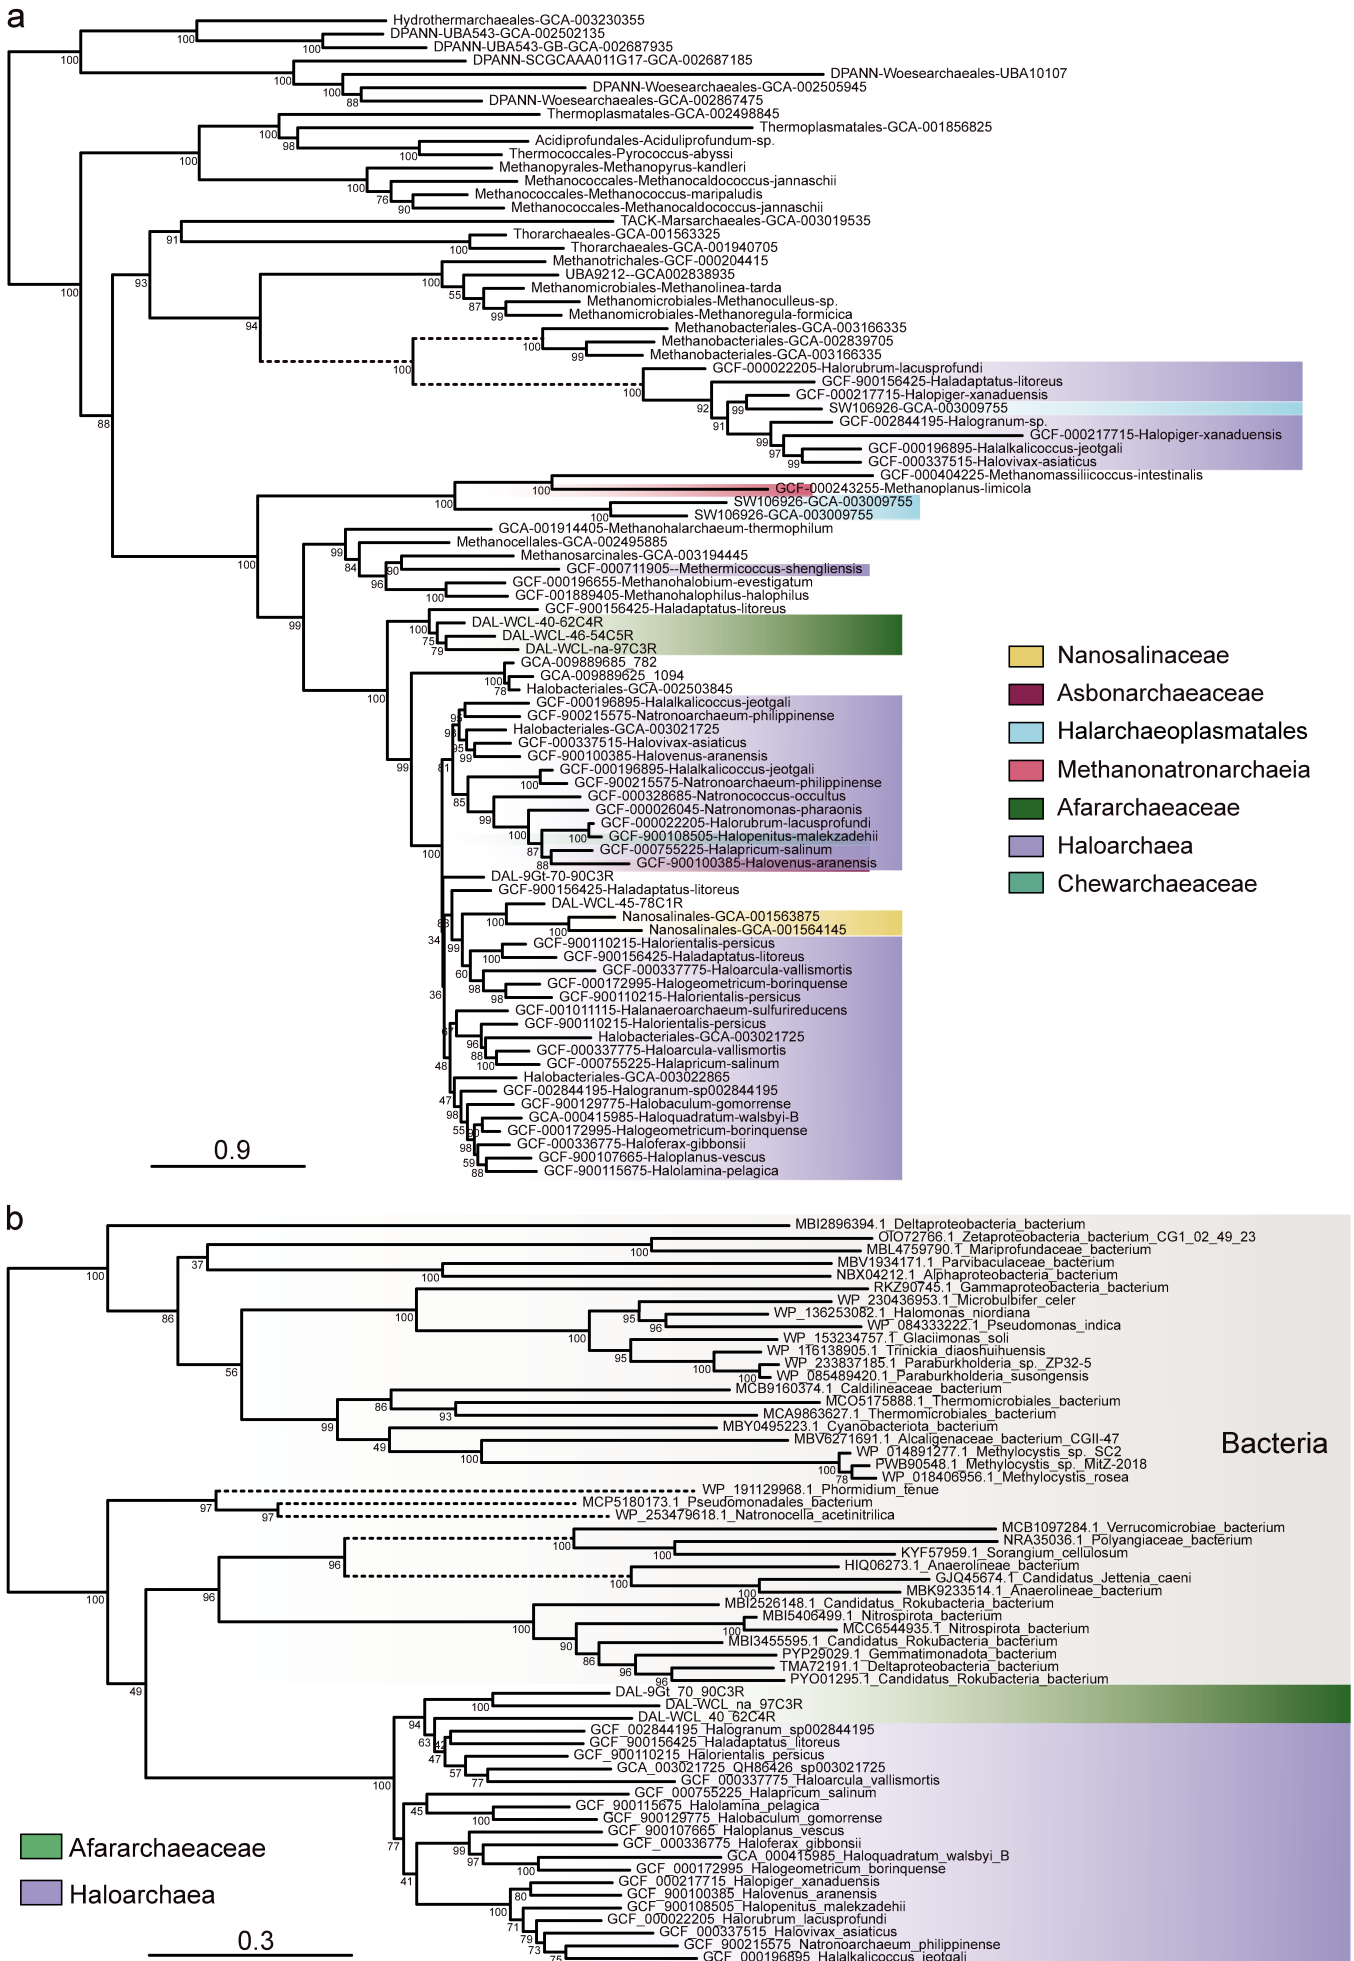 a
Hydrothermarchaeales-GCA-003230355
DPANN-UBA543-GCA-002502135
DPANN-UBA543-GB-GCA-002687935
DPANN-SCGCAAA011G17-GCA-002687185
DPANN-Woesearchaeales-UBA10107
DPANN-Woesearchaeales-GCA-002505945
DPANN-Woesearchaeales-GCA-002867475
Thermoplasmatales-GCA-002498845
Thermoplasmatales-GCA-001856825
Acidiprofundales-Aciduliprofundum-sp.
Thermococcales-Pyrococcus-abyssi
Methanopyrales-Methanopyrus-kandleri
Methanococcales-Methanocaldococcus-jannaschii
Methanococcales-Methanococcus-maripaludis
Methanococcales-Methanocaldococcus-jannaschii
TACK-Marsarchaeales-GCA-003019535
Thorarchaeales-GCA-001563325
Thorarchaeales-GCA-001940705
Methanotrichales-GCF-000204415
UBA9212--GCA002838935
Methanomicrobiales-Methanolinea-tarda
Methanomicrobiales-Methanoculleus-sp.
Methanomicrobiales-Methanoregula-formicica
Methanobacteriales-GCA-003166335
Methanobacteriales-GCA-002839705
Methanobacteriales-GCA-003166335
GCF-000022205-Halorubrum-lacusprofundi
GCF-900156425-Haladaptatus-litoreus
GCF-000217715-Halopiger-xanaduensis
SW106926-GCA-003009755
GCF-002844195-Halogranum-sp.
GCF-000217715-Halopiger-xanaduensis
GCF-000196895-Halalkalicoccus-jeotgali
GCF-000337515-Halovivax-asiaticus
GCF-000404225-Methanomassiliicoccus-intestinalis
GCF-000243255-Methanoplanus-limicola
SW106926-GCA-003009755
SW106926-GCA-003009755
GCA-001914405-Methanohalarchaeum-thermophilum
Methanocellales-GCA-002495885
Methanosarcinales-GCA-003194445
GCF-000711905--Methermicoccus-shengliensis
GCF-000196655-Methanohalobium-evestigatum
GCF-001889405-Methanohalophilus-halophilus
GCF-900156425-Haladaptatus-litoreus
DAL-WCL-40-62C4R
DAL-WCL-46-54C5R
DAL-WCL-na-97C3R
GCA-009889685_782
GCA-009889625_1094
Halobacteriales-GCA-002503845
GCF-000196895-Halalkalicoccus-jeotgali
GCF-900215575-Natronoarchaeum-philippinense
Halobacteriales-GCA-003021725
GCF-000337515-Halovivax-asiaticus
GCF-900100385-Halovenus-aranensis
GCF-000196895-Halalkalicoccus-jeotgali
GCF-900215575-Natronoarchaeum-philippinense
GCF-000328685-Natronococcus-occultus
GCF-000026045-Natronomonas-pharaonis
GCF-000022205-Halorubrum-lacusprofundi
GCF-900108505-Halopenitus-malekzadehii
GCF-000755225-Halapricum-salinum
GCF-900100385-Halovenus-aranensis
DAL-9Gt-70-90C3R
GCF-900156425-Haladaptatus-litoreus
DAL-WCL-45-78C1R
Nanosalinales-GCA-001563875
Nanosalinales-GCA-001564145
GCF-900110215-Halorientalis-persicus
GCF-900156425-Haladaptatus-litoreus
GCF-000337775-Haloarcula-vallismortis
GCF-000172995-Halogeometricum-borinquense
GCF-900110215-Halorientalis-persicus
GCF-001011115-Halanaeroarchaeum-sulfurireducens
GCF-900110215-Halorientalis-persicus
Halobacteriales-GCA-003021725
GCF-000337775-Haloarcula-vallismortis
GCF-000755225-Halapricum-salinum
Halobacteriales-GCA-003022865
GCF-002844195-Halogranum-sp002844195
GCF-900129775-Halobaculum-gomorrense
GCA-000415985-Haloquadratum-walsbyi-B
GCF-000172995-Halogeometricum-borinquense
GCF-000336775-Haloferax-gibbonsii
GCF-900107665-Haloplanus-vescus
GCF-900115675-Halolamina-pelagica
0.9
Nanosalinaceae
Asbonarchaeaceae
Halarchaeoplasmatales
Methanonatronarchaeia
Afararchaeaceae
Haloarchaea
Chewarchaeaceae
b
MBI2896394.1_Deltaproteobacteria_bacterium
OIO72766.1_Zetaproteobacteria_bacterium_CG1_02_49_23
MBL4759790.1_Mariprofundaceae_bacterium
MBV1934171.1_Parvibaculaceae_bacterium
NBX04212.1_Alphaproteobacteria_bacterium
RKZ90745.1_Gammaproteobacteria_bacterium
WP_230436953.1_Microbulbifer_celer
WP_136253082.1_Halomonas_niordiana
WP_084333222.1_Pseudomonas_indica
WP_153234757.1_Glaciimonas_soli
WP_116138905.1_Trinickia_diaoshuihuensis
WP_233837185.1_Paraburkholderia_sp._ZP32-5
WP_085489420.1_Paraburkholderia_susongensis
MCB9160374.1_Caldilineaceae_bacterium
MCO5175888.1_Thermomicrobiales_bacterium
MCA9863627.1_Thermomicrobiales_bacterium
MBY0495223.1_Cyanobacteriota_bacterium
MBV6271691.1_Alcaligenaceae_bacterium_CGII-47
WP_014891277.1_Methylocystis_sp._SC2
PWB90548.1_Methylocystis_sp._MitZ-2018
WP_018406956.1_Methylocystis_rosea
Bacteria
WP_191129968.1_Phormidium_tenue
MCP5180173.1_Pseudomonadales_bacterium
WP_253479618.1_Natronocella_acetinitrilica
MCB1097284.1_Verrucomicrobiae_bacterium
NRA35036.1_Polyangiaceae_bacterium
KYF57959.1_Sorangium_cellulosum
HIQ06273.1_Anaerolineae_bacterium
GJQ45674.1_Candidatus_Jettenia_caeni
MBK9233514.1_Anaerolineae_bacterium
MBI2526148.1_Candidatus_Rokubacteria_bacterium
MBI5406499.1_Nitrospirota_bacterium
MCC6544935.1_Nitrospirota_bacterium
MBI3455595.1_Candidatus_Rokubacteria_bacterium
PYP29029.1_Gemmatimonadota_bacterium
TMA72191.1_Deltaproteobacteria_bacterium
PYO01295.1_Candidatus_Rokubacteria_bacterium
DAL-9Gt_70_90C3R
DAL-WCL_na_97C3R
DAL-WCL_40_62C4R
GCF_002844195_Halogranum_sp002844195
GCF_900156425_Haladaptatus_litoreus
GCF_900110215_Halorientalis_persicus
GCA_003021725_QH86426_sp003021725
GCF_000337775_Haloarcula_vallismortis
GCF_000755225_Halapricum_salinum
GCF_900115675_Halolamina_pelagica
GCF_900129775_Halobaculum_gomorrense
GCF_900107665_Haloplanus_vescus
GCF_000336775_Haloferax_gibbonsii
GCA_000415985_Haloquadratum_walsbyi_B
GCF_000172995_Halogeometricum_borinquense
GCF_000217715_Halopiger_xanaduensis
GCF_900100385_Halovenus_aranensis
GCF_900108505_Halopenitus_malekzadehii
GCF_000022205_Halorubrum_lacusprofundi
GCF_000337515_Halovivax_asiaticus
GCF_900215575_Natronoarchaeum_philippinense
GCF_000196895_Halalkalicoccus_jeotgali
Afararchaeaceae
Haloarchaea
0.3